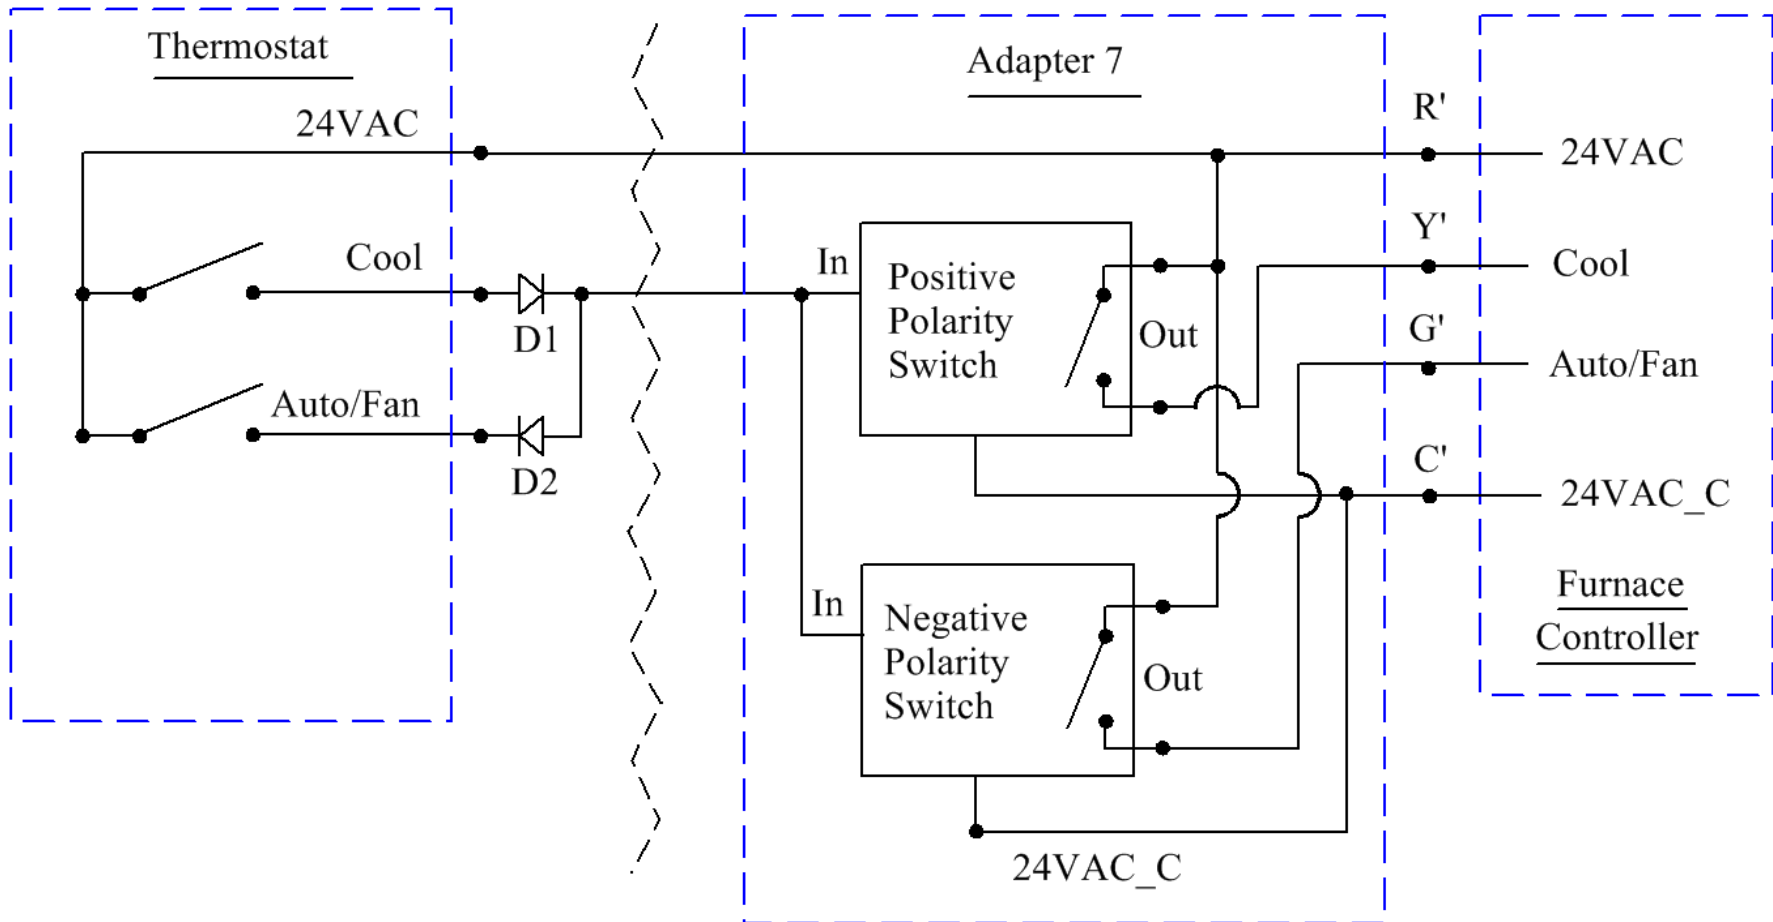 Thermostat
24VAC
Cool
D1
Auto/Fan
D2
Adapter 7
In
Positive
Polarity
Switch
Out
In
Negative
Polarity
Switch
Out
24VAC_C
R'
Y'
G'
C'
24VAC
Cool
Auto/Fan
24VAC_C
Furnace
Controller